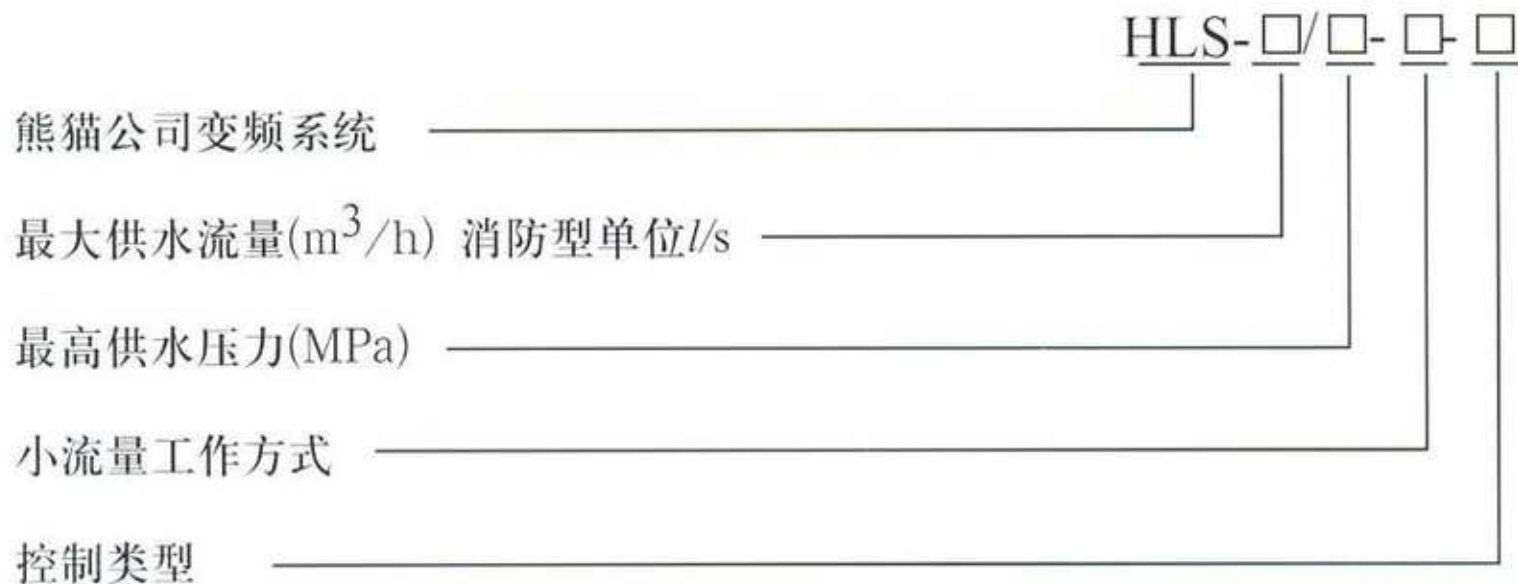 HLS-□/□-□-□
熊猫公司变频系统
最大供水流量(m³/h) 消防型单位l/s
最高供水压力(MPa)
小流量工作方式
控制类型